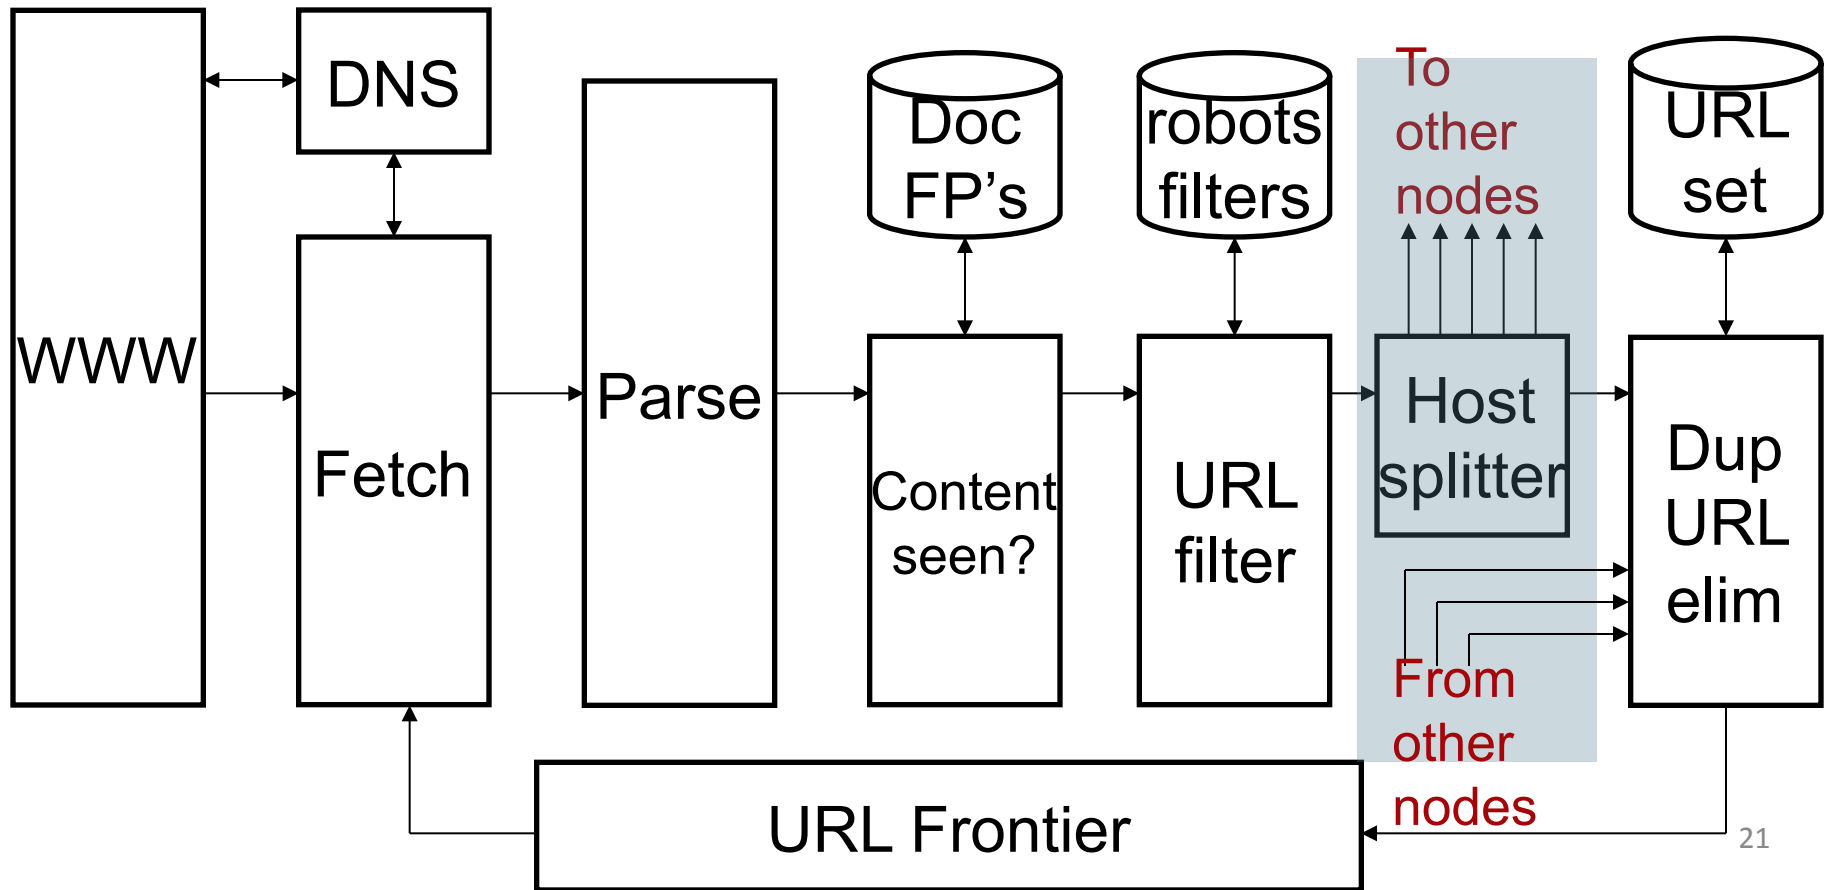 WWW
DNS
Fetch
Parse
Doc
FP’s
Content
seen?
robots
filters
URL
filter
To
other
nodes
Host
splitter
From
other
nodes
URL
set
Dup
URL
elim
URL Frontier
21